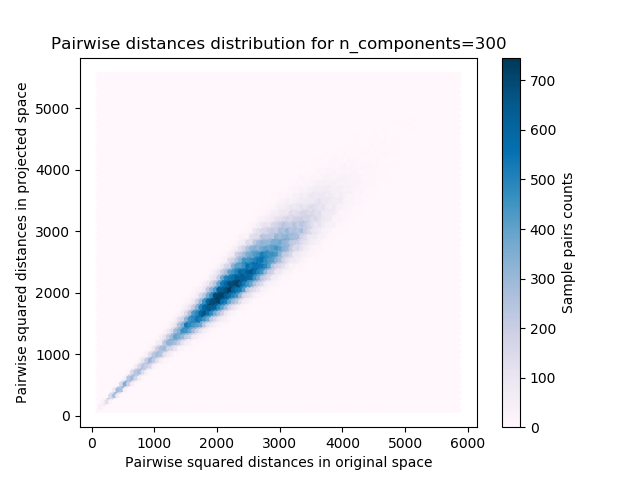 Pairwise distances distribution for n_components=300
Pairwise squared distances in projected space
5000
4000
3000
2000
1000
0
0 1000 2000 3000 4000 5000 6000
Pairwise squared distances in original space
700
600
500
400
300
200
100
0
Sample pairs counts